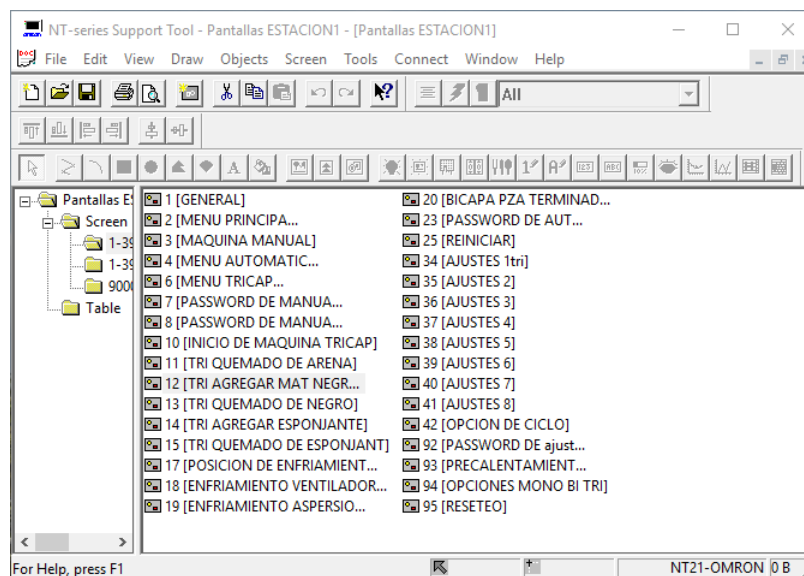 NT-series Support Tool - Pantallas ESTACION1 - [Pantallas ESTACION1]
File Edit View Draw Objects Screen Tools Connect Window Help
All
Pantallas E
Screen
1-39
1-39
9000
Table
1 [GENERAL]
2 [MENU PRINCIPA...
3 [MAQUINA MANUAL]
4 [MENU AUTOMATIC...
6 [MENU TRICAP...
7 [PASSWORD DE MANUA...
8 [PASSWORD DE MANUA...
10 [INICIO DE MAQUINA TRICAP]
11 [TRI QUEMADO DE ARENA]
12 [TRI AGREGAR MAT NEGR...
13 [TRI QUEMADO DE NEGRO]
14 [TRI AGREGAR ESPONJANTE]
15 [TRI QUEMADO DE ESPONJANT]
17 [POSICION DE ENFRIAMIENT...
18 [ENFRIAMIENTO VENTILADOR...
19 [ENFRIAMIENTO ASPERSIO...
20 [BICAPA PZA TERMINAD...
23 [PASSWORD DE AUT...
25 [REINICIAR]
34 [AJUSTES 1tri]
35 [AJUSTES 2]
36 [AJUSTES 3]
37 [AJUSTES 4]
38 [AJUSTES 5]
39 [AJUSTES 6]
40 [AJUSTES 7]
41 [AJUSTES 8]
42 [OPCION DE CICLO]
92 [PASSWORD DE ajust...
93 [PRECALENTAMIENT...
94 [OPCIONES MONO BI TRI]
95 [RESETEO]
For Help, press F1
NT21-OMRON 0 B